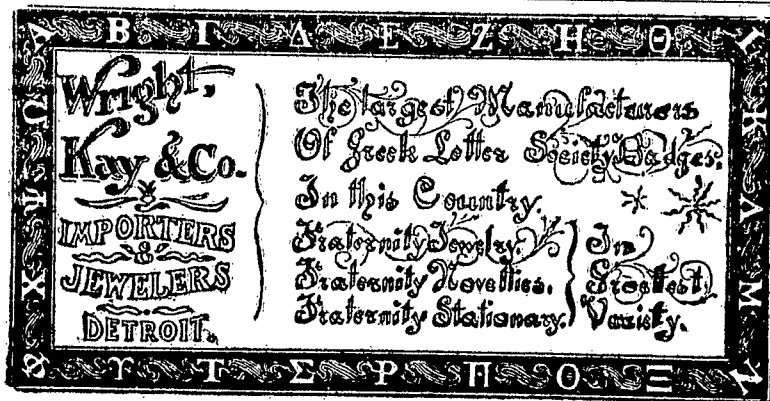 Α Β Γ Δ Ε Ζ Η Θ Ι
Κ Λ Μ Ν
Ξ Ο Π Ρ Σ Τ Υ Φ
Χ Ψ Ω
Wright,
Kay & Co.
IMPORTERS
&
JEWELERS
DETROIT.
The Largest Manufacturers
Of Greek Letter Society Badges.
In this Country.
Fraternity Jewelry.
Fraternity Novelties.
Fraternity Stationary.
In
Greatest
Variety.